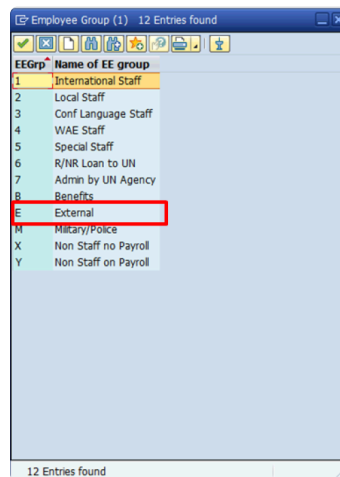 Employee Group (1) 12 Entries found
EEGrp Name of EE group
1 International Staff
2 Local Staff
3 Conf Language Staff
4 WAE Staff
5 Special Staff
6 R/NR Loan to UN
7 Admin by UN Agency
B Benefits
E External
M Military/Police
X Non Staff no Payroll
Y Non Staff on Payroll
12 Entries found